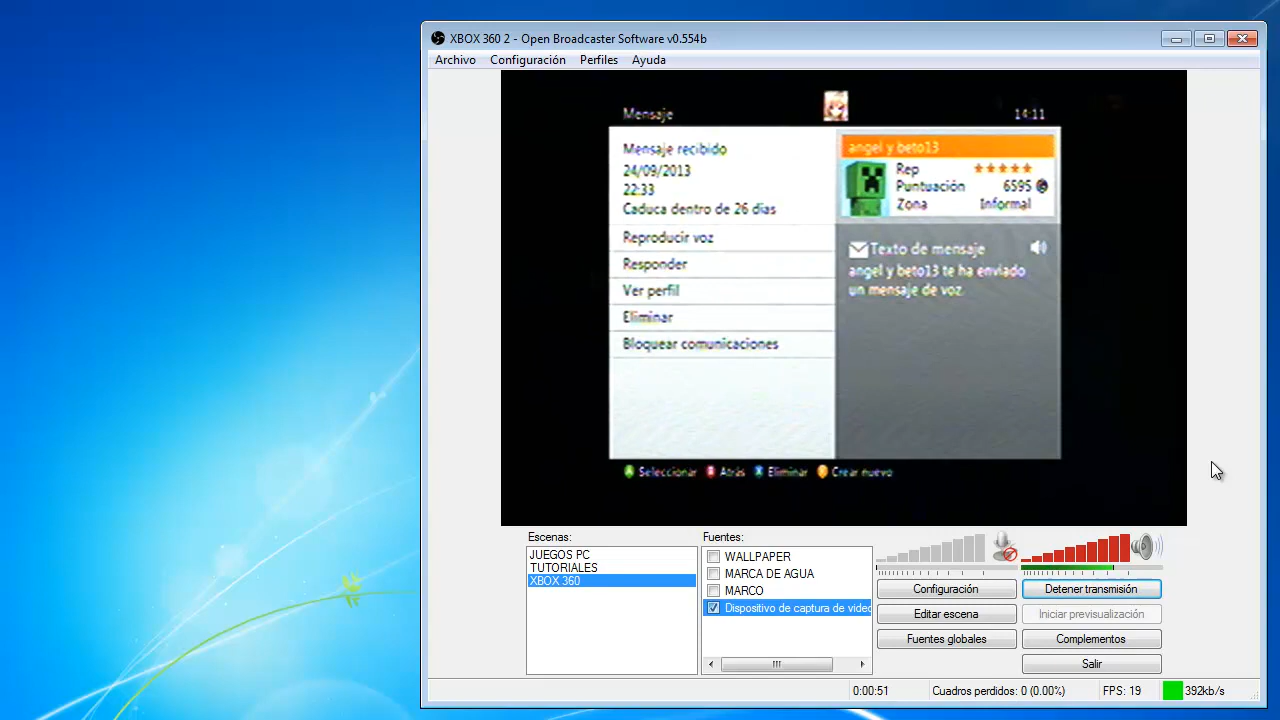 XBOX 360 2 - Open Broadcaster Software v0.554b
Archivo Configuración Perfiles Ayuda
Mensaje 14:11
Mensaje recibido
24/09/2013
22:33
Caduca dentro de 26 días
Reproducir voz
Responder
Ver perfil
Eliminar
Bloquear comunicaciones
angel y beto13
Rep
Puntuación 6595 G
Zona Informal
Texto de mensaje
angel y beto13 te ha enviado
un mensaje de voz.
A Seleccionar B Atrás X Eliminar Y Crear nuevo
Escenas:
JUEGOS PC
TUTORIALES
XBOX 360
Fuentes:
WALLPAPER
MARCA DE AGUA
MARCO
Dispositivo de captura de video
Configuración
Detener transmisión
Editar escena
Iniciar previsualización
Fuentes globales
Complementos
Salir
0:00:51 Cuadros perdidos: 0 (0.00%) FPS: 19 392kb/s